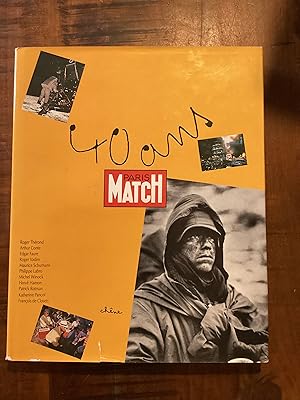 40 ans
PARIS
MATCH
Roger Thérond
Arthur Conte
Edgar Faure
Roger Vadim
Maurice Schumann
Philippe Labro
Michel Winock
Hervé Hamon
Patrick Rotman
Katherine Pancol
François de Closets
chêne